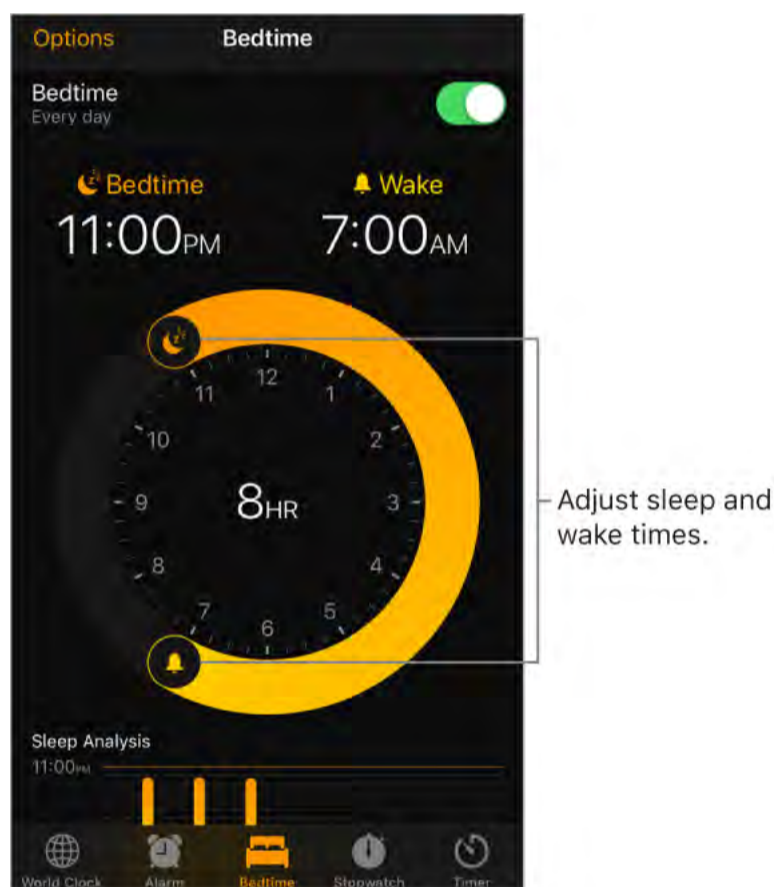 Options Bedtime
Bedtime
Every day
Bedtime Wake
11:00PM 7:00AM
12
11 1
10 2
9 8HR 3
8 4
7 5
6
Adjust sleep and
wake times.
Sleep Analysis
11:00PM
World Clock Alarm Bedtime Stopwatch Timer